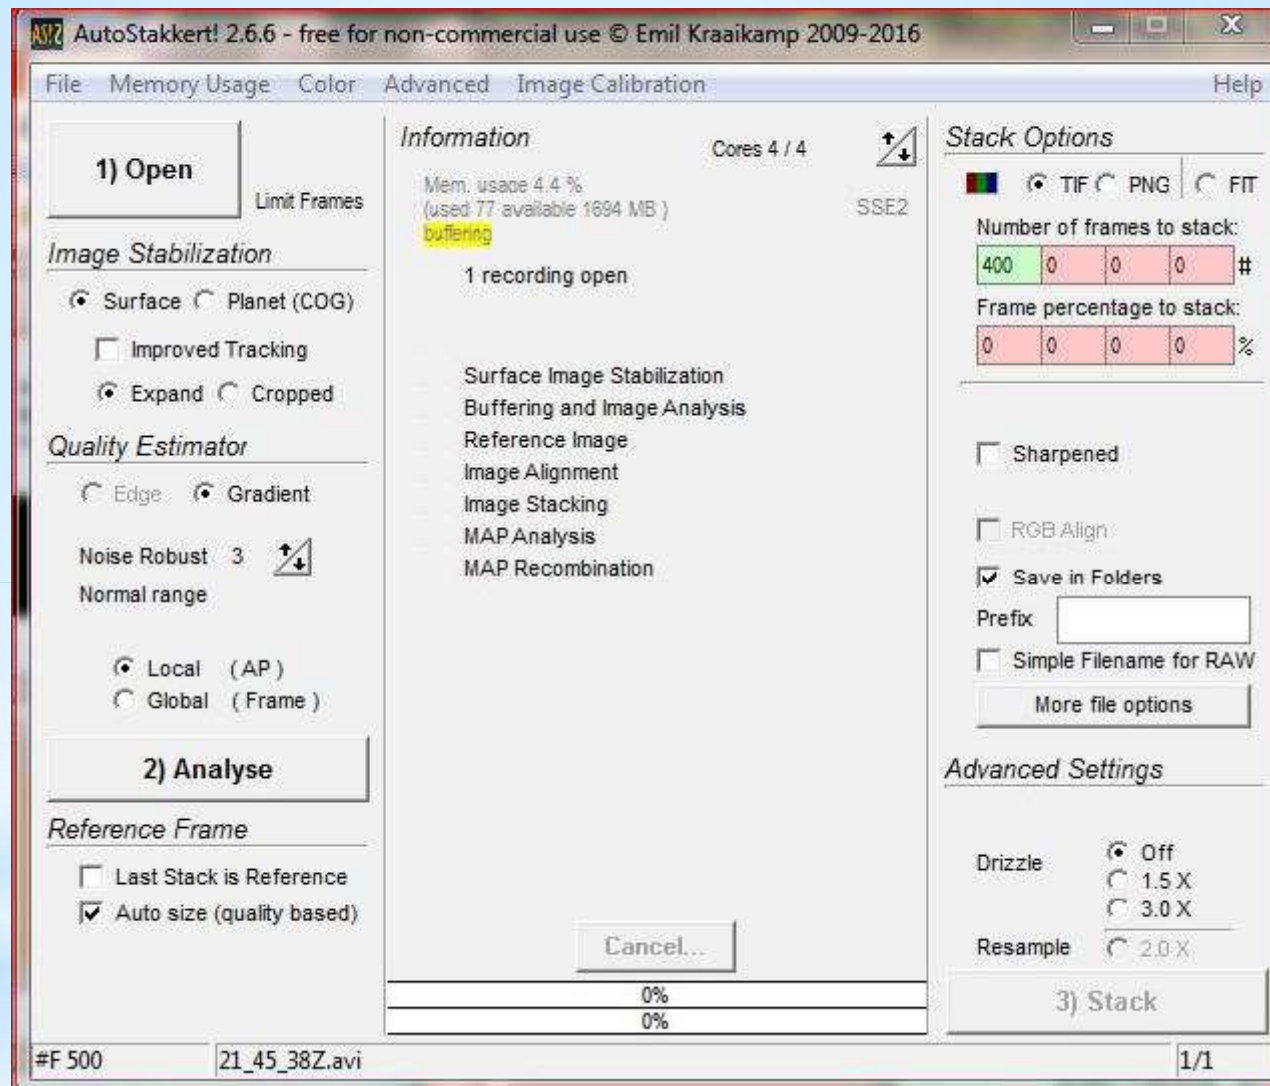 AS!2 AutoStakkert! 2.6.6 - free for non-commercial use © Emil Kraaikamp 2009-2016
File Memory Usage Color Advanced Image Calibration Help
1) Open
Limit Frames
Image Stabilization
Surface Planet (COG)
Improved Tracking
Expand Cropped
Quality Estimator
Edge Gradient
Noise Robust 3
Normal range
Local (AP)
Global (Frame)
2) Analyse
Reference Frame
Last Stack is Reference
Auto size (quality based)
Information Cores 4 / 4
Mem. usage 4.4 %
(used 77 available 1694 MB ) SSE2
buffering
1 recording open
Surface Image Stabilization
Buffering and Image Analysis
Reference Image
Image Alignment
Image Stacking
MAP Analysis
MAP Recombination
Cancel...
0%
0%
Stack Options
TIF PNG FIT
Number of frames to stack:
400 0 0 0 #
Frame percentage to stack:
0 0 0 0 %
Sharpened
RGB Align
Save in Folders
Prefix
Simple Filename for RAW
More file options
Advanced Settings
Drizzle Off
1.5 X
3.0 X
Resample 2.0 X
3) Stack
#F 500 21_45_38Z.avi 1/1